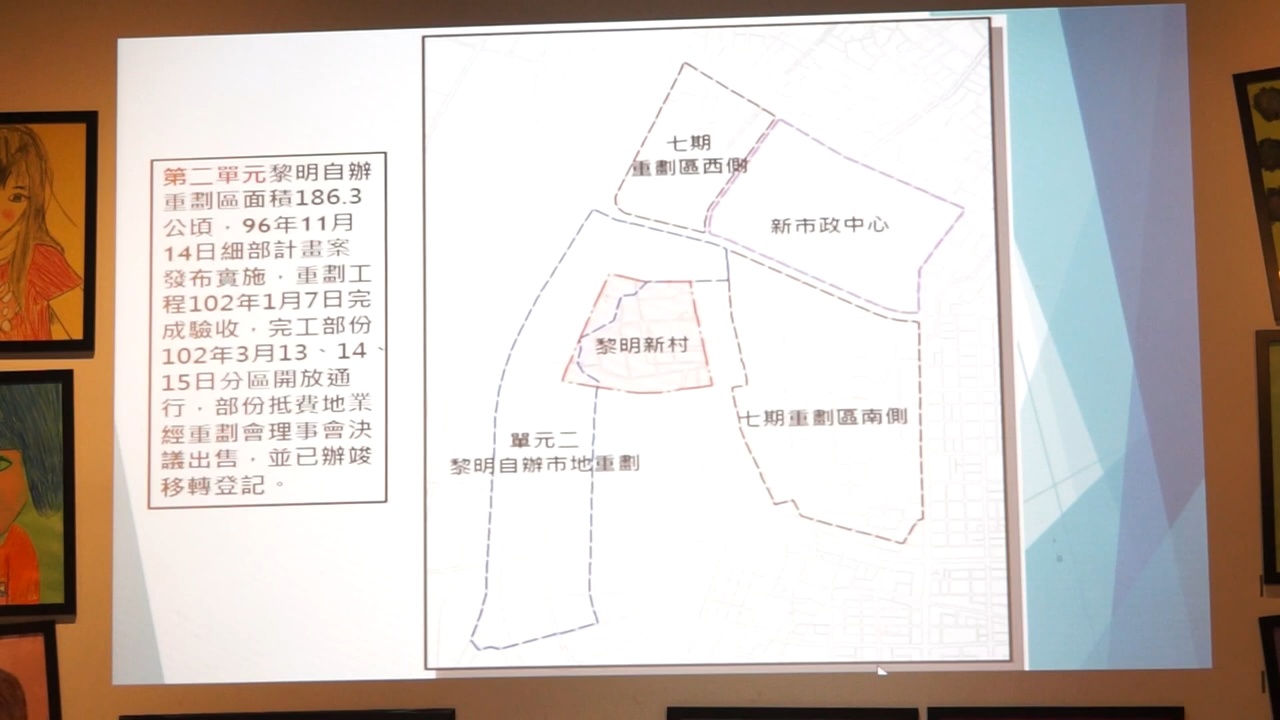 第二單元黎明自辦
重劃區面積186.3
公頃，96年11月
14日細部計畫案
發布實施，重劃工
程102年1月7日完
成驗收，完工部份
102年3月13、14、
15日分區開放通
行，部份抵費地業
經重劃會理事會決
議出售，並已辦竣
移轉登記。
七期
重劃區西側
新市政中心
黎明新村
七期重劃區南側
單元二
黎明自辦市地重劃